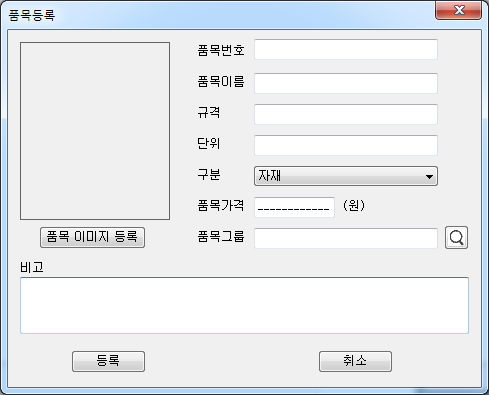 품목등록
품목번호
품목이름
규격
단위
구분 자재
품목가격 ____________ (원)
품목 이미지 등록
품목그룹
비고
등록 취소